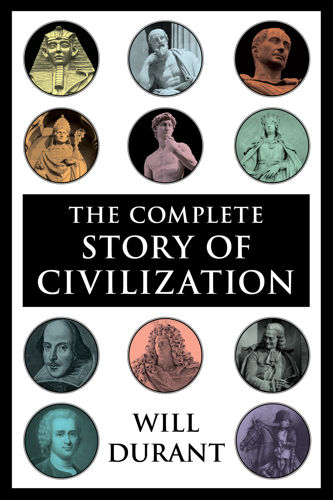 THE COMPLETE
STORY OF
CIVILIZATION
WILL
DURANT